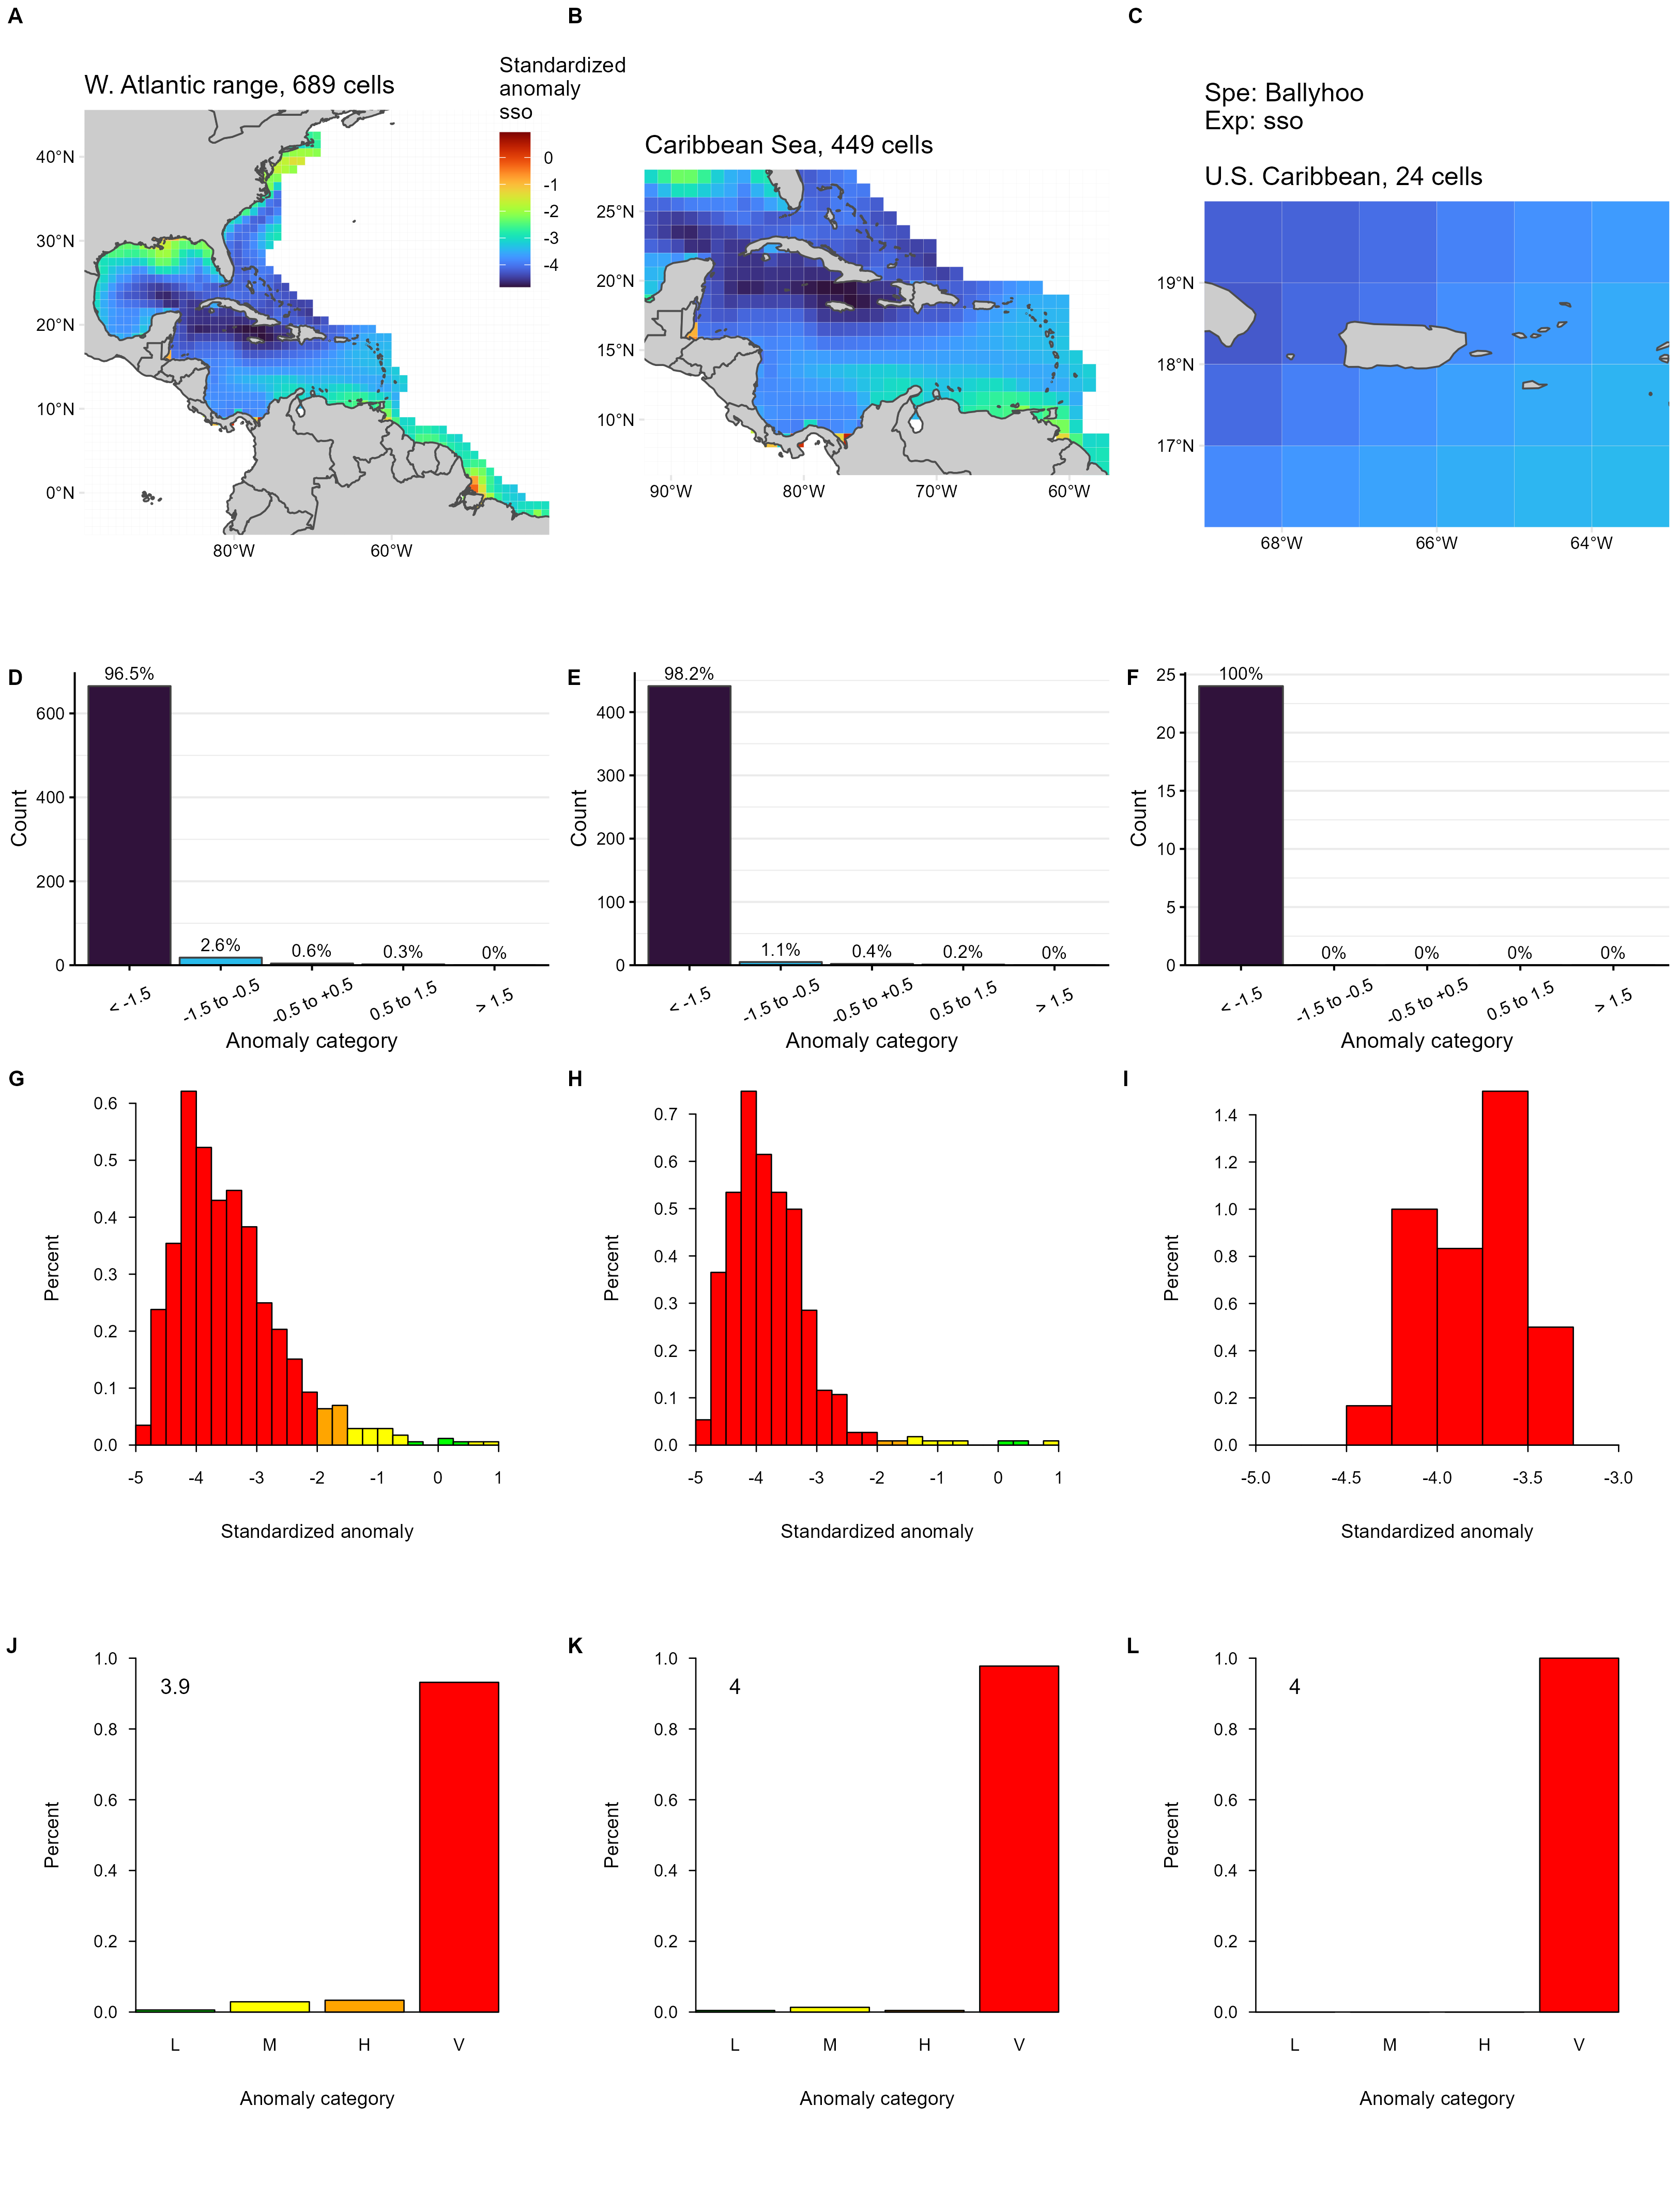 A
B
C
W. Atlantic range, 689 cells
Standardized
anomaly
sso
0
-1
-2
-3
-4
40°N
30°N
20°N
10°N
0°N
80°W
60°W
Caribbean Sea, 449 cells
25°N
20°N
15°N
10°N
90°W
80°W
70°W
60°W
Spe: Ballyhoo
Exp: sso
U.S. Caribbean, 24 cells
19°N
18°N
17°N
68°W
66°W
64°W
D
96.5%
2.6%
0.6%
0.3%
0%
600
400
200
0
Count
< -1.5
-1.5 to -0.5
-0.5 to +0.5
0.5 to 1.5
> 1.5
Anomaly category
E
98.2%
1.1%
0.4%
0.2%
0%
400
300
200
100
0
Count
< -1.5
-1.5 to -0.5
-0.5 to +0.5
0.5 to 1.5
> 1.5
Anomaly category
F
100%
0%
0%
0%
0%
25
20
15
10
5
0
Count
< -1.5
-1.5 to -0.5
-0.5 to +0.5
0.5 to 1.5
> 1.5
Anomaly category
G
0.6
0.5
0.4
0.3
0.2
0.1
0.0
Percent
-5
-4
-3
-2
-1
0
1
Standardized anomaly
H
0.7
0.6
0.5
0.4
0.3
0.2
0.1
0.0
Percent
-5
-4
-3
-2
-1
0
1
Standardized anomaly
I
1.4
1.2
1.0
0.8
0.6
0.4
0.2
0.0
Percent
-5.0
-4.5
-4.0
-3.5
-3.0
Standardized anomaly
J
3.9
1.0
0.8
0.6
0.4
0.2
0.0
Percent
L
M
H
V
Anomaly category
K
4
1.0
0.8
0.6
0.4
0.2
0.0
Percent
L
M
H
V
Anomaly category
L
4
1.0
0.8
0.6
0.4
0.2
0.0
Percent
L
M
H
V
Anomaly category